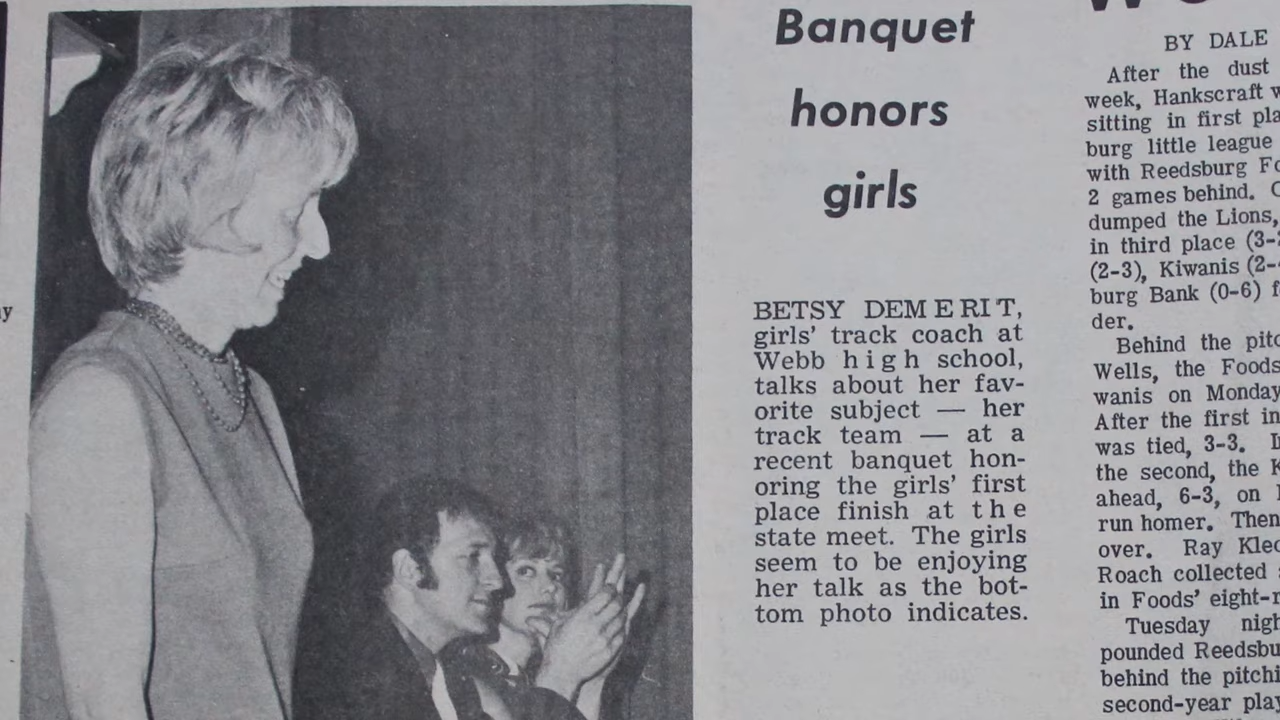 Banquet
honors
girls
BETSY DEMERIT,
girls' track coach at
Webb high school,
talks about her fav-
orite subject — her
track team — at a
recent banquet hon-
oring the girls' first
place finish at the
state meet. The girls
seem to be enjoying
her talk as the bot-
tom photo indicates.
BY DALE
After the dust
week, Hankscraft
sitting in first
burg little league
with Reedsburg
2 games behind.
dumped the Lions,
in third place
(2-3), Kiwanis
burg Bank (0-6)
der.
Behind the
Wells, the Foods
wanis on Monday
After the first
was tied, 3-3.
the second, the
ahead, 6-3, on
run homer. Then
over. Ray
Roach collected
in Foods'
Tuesday
pounded
behind the
second-year